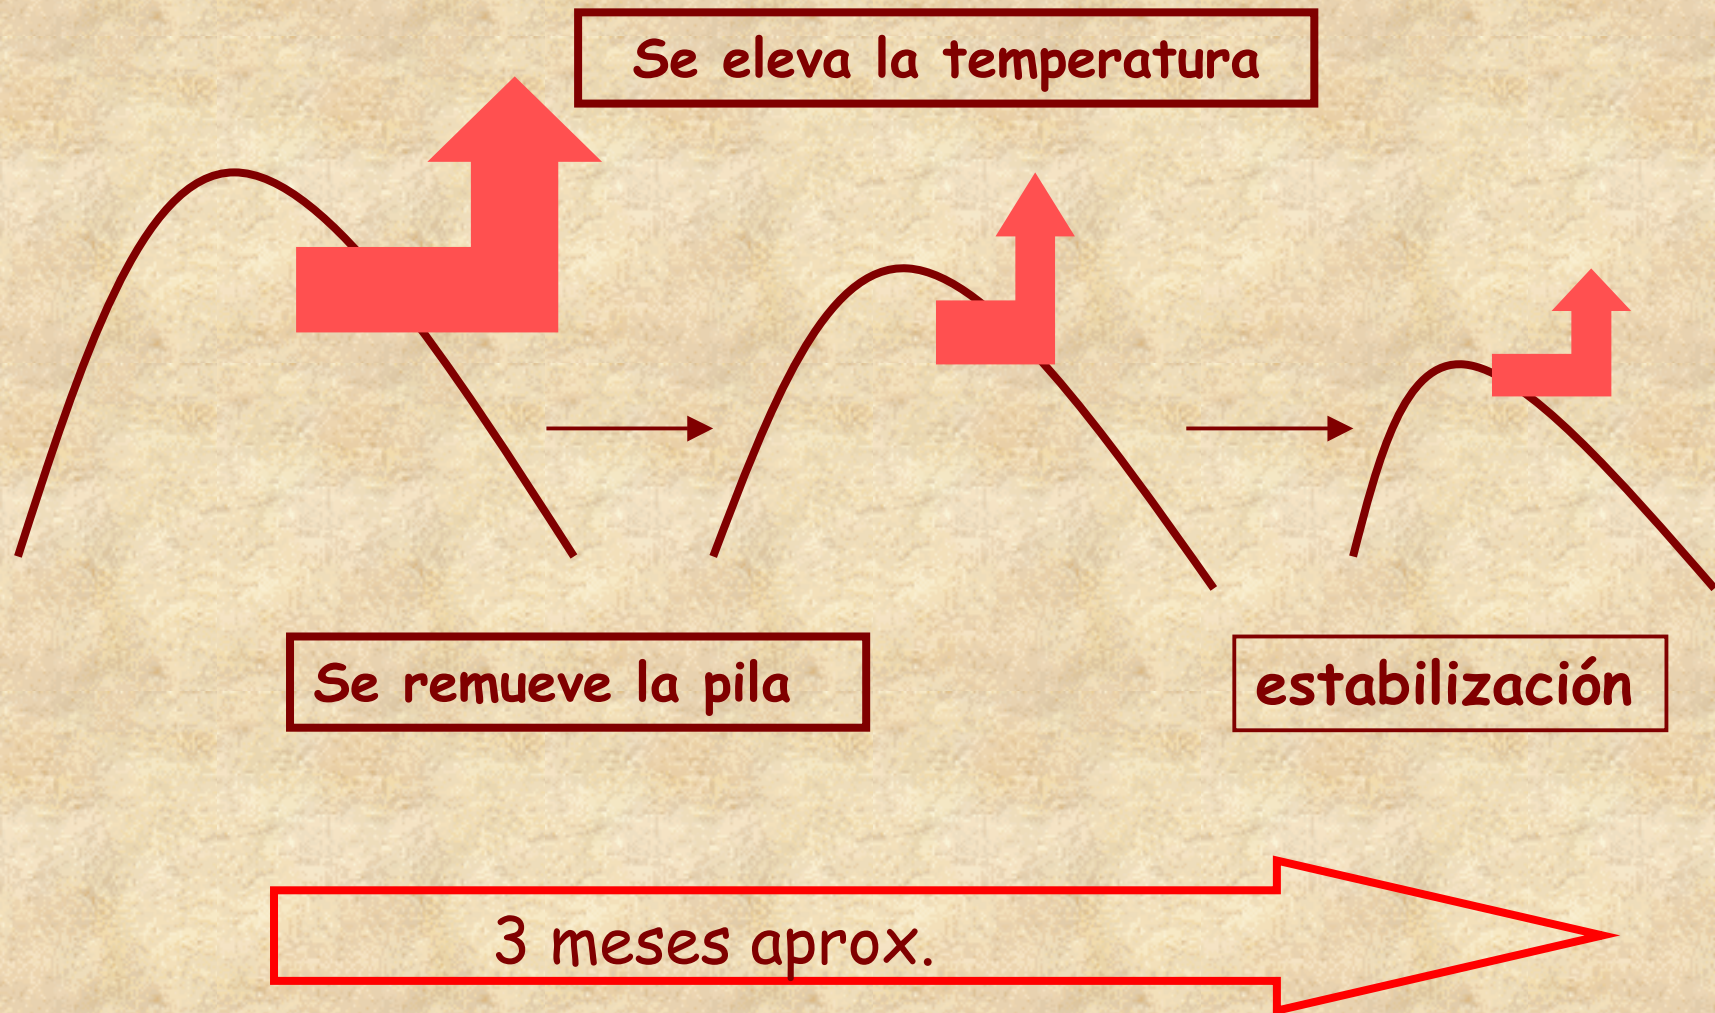 Se eleva la temperatura
Se remueve la pila
estabilización
3 meses aprox.